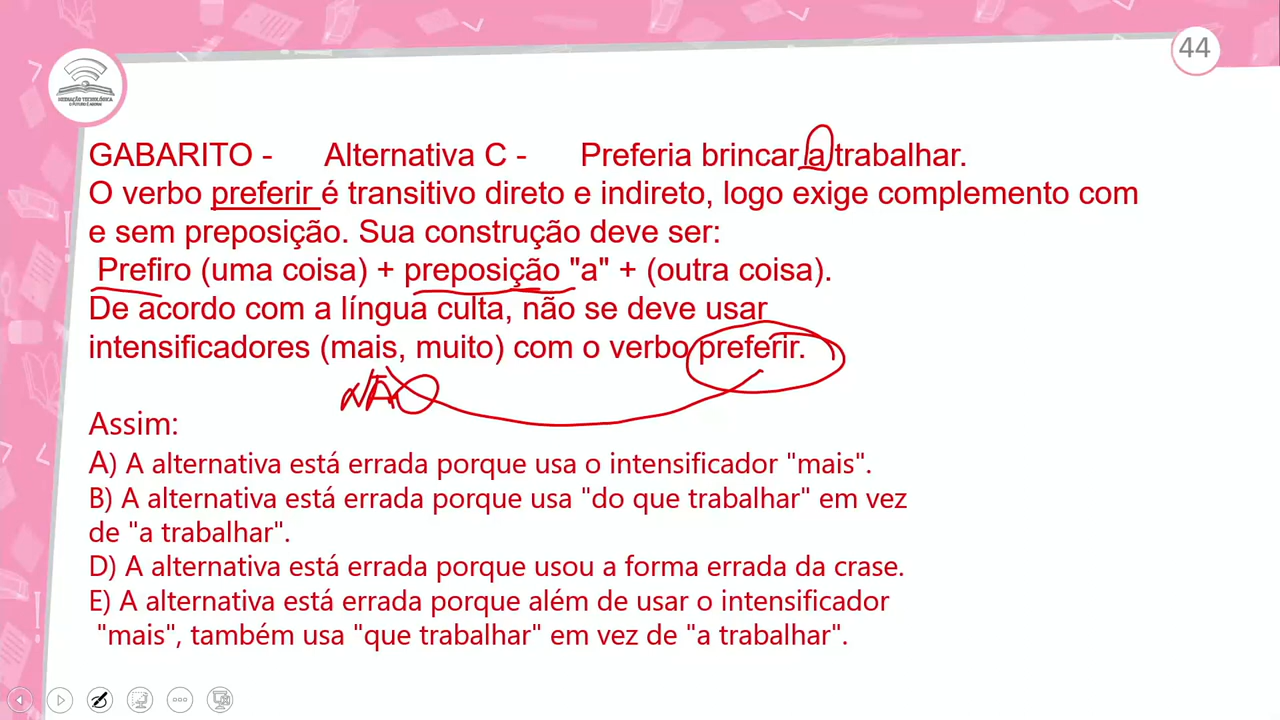 44
MEDIAÇÃO TECNOLÓGICA
O FUTURO É AGORA!
GABARITO - Alternativa C - Preferia brincar a trabalhar.
O verbo preferir é transitivo direto e indireto, logo exige complemento com
e sem preposição. Sua construção deve ser:
Prefiro (uma coisa) + preposição "a" + (outra coisa).
De acordo com a língua culta, não se deve usar
intensificadores (mais, muito) com o verbo preferir.
NÃO
Assim:
A) A alternativa está errada porque usa o intensificador "mais".
B) A alternativa está errada porque usa "do que trabalhar" em vez
de "a trabalhar".
D) A alternativa está errada porque usou a forma errada da crase.
E) A alternativa está errada porque além de usar o intensificador
"mais", também usa "que trabalhar" em vez de "a trabalhar".